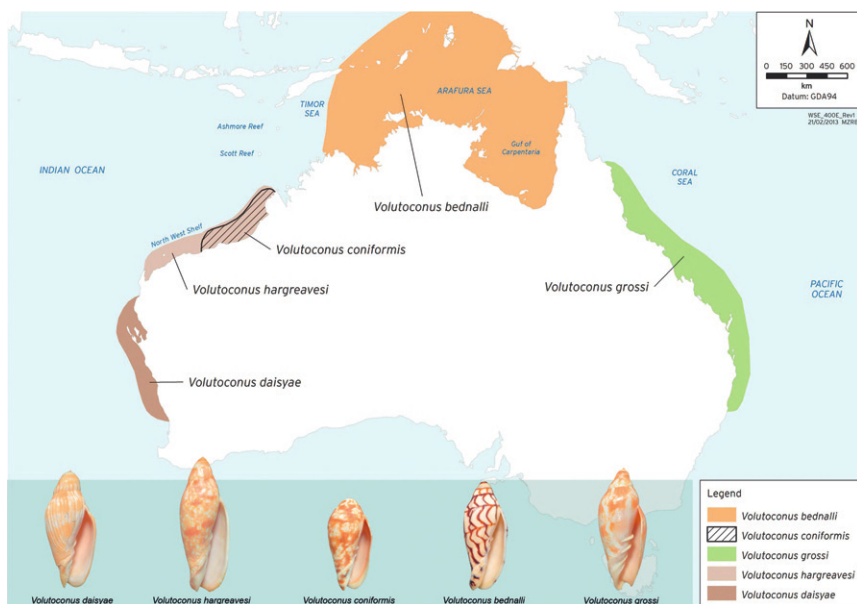 N
0 150 300 450 600
km
Datum: GDA94
WSE_400E_Rev1
21/02/2013 MZRE
TIMOR
SEA
ARAFURA SEA
Ashmore Reef
Gulf of
Carpentaria
Scott Reef
INDIAN OCEAN
CORAL
SEA
Volutoconus bednalli
North West Shelf
Volutoconus coniformis
Volutoconus hargreavesi
Volutoconus grossi
PACIFIC
OCEAN
Volutoconus daisyae
Legend
Volutoconus bednalli
Volutoconus coniformis
Volutoconus grossi
Volutoconus hargreavesi
Volutoconus daisyae
Volutoconus daisyae
Volutoconus hargreavesi
Volutoconus coniformis
Volutoconus bednalli
Volutoconus grossi